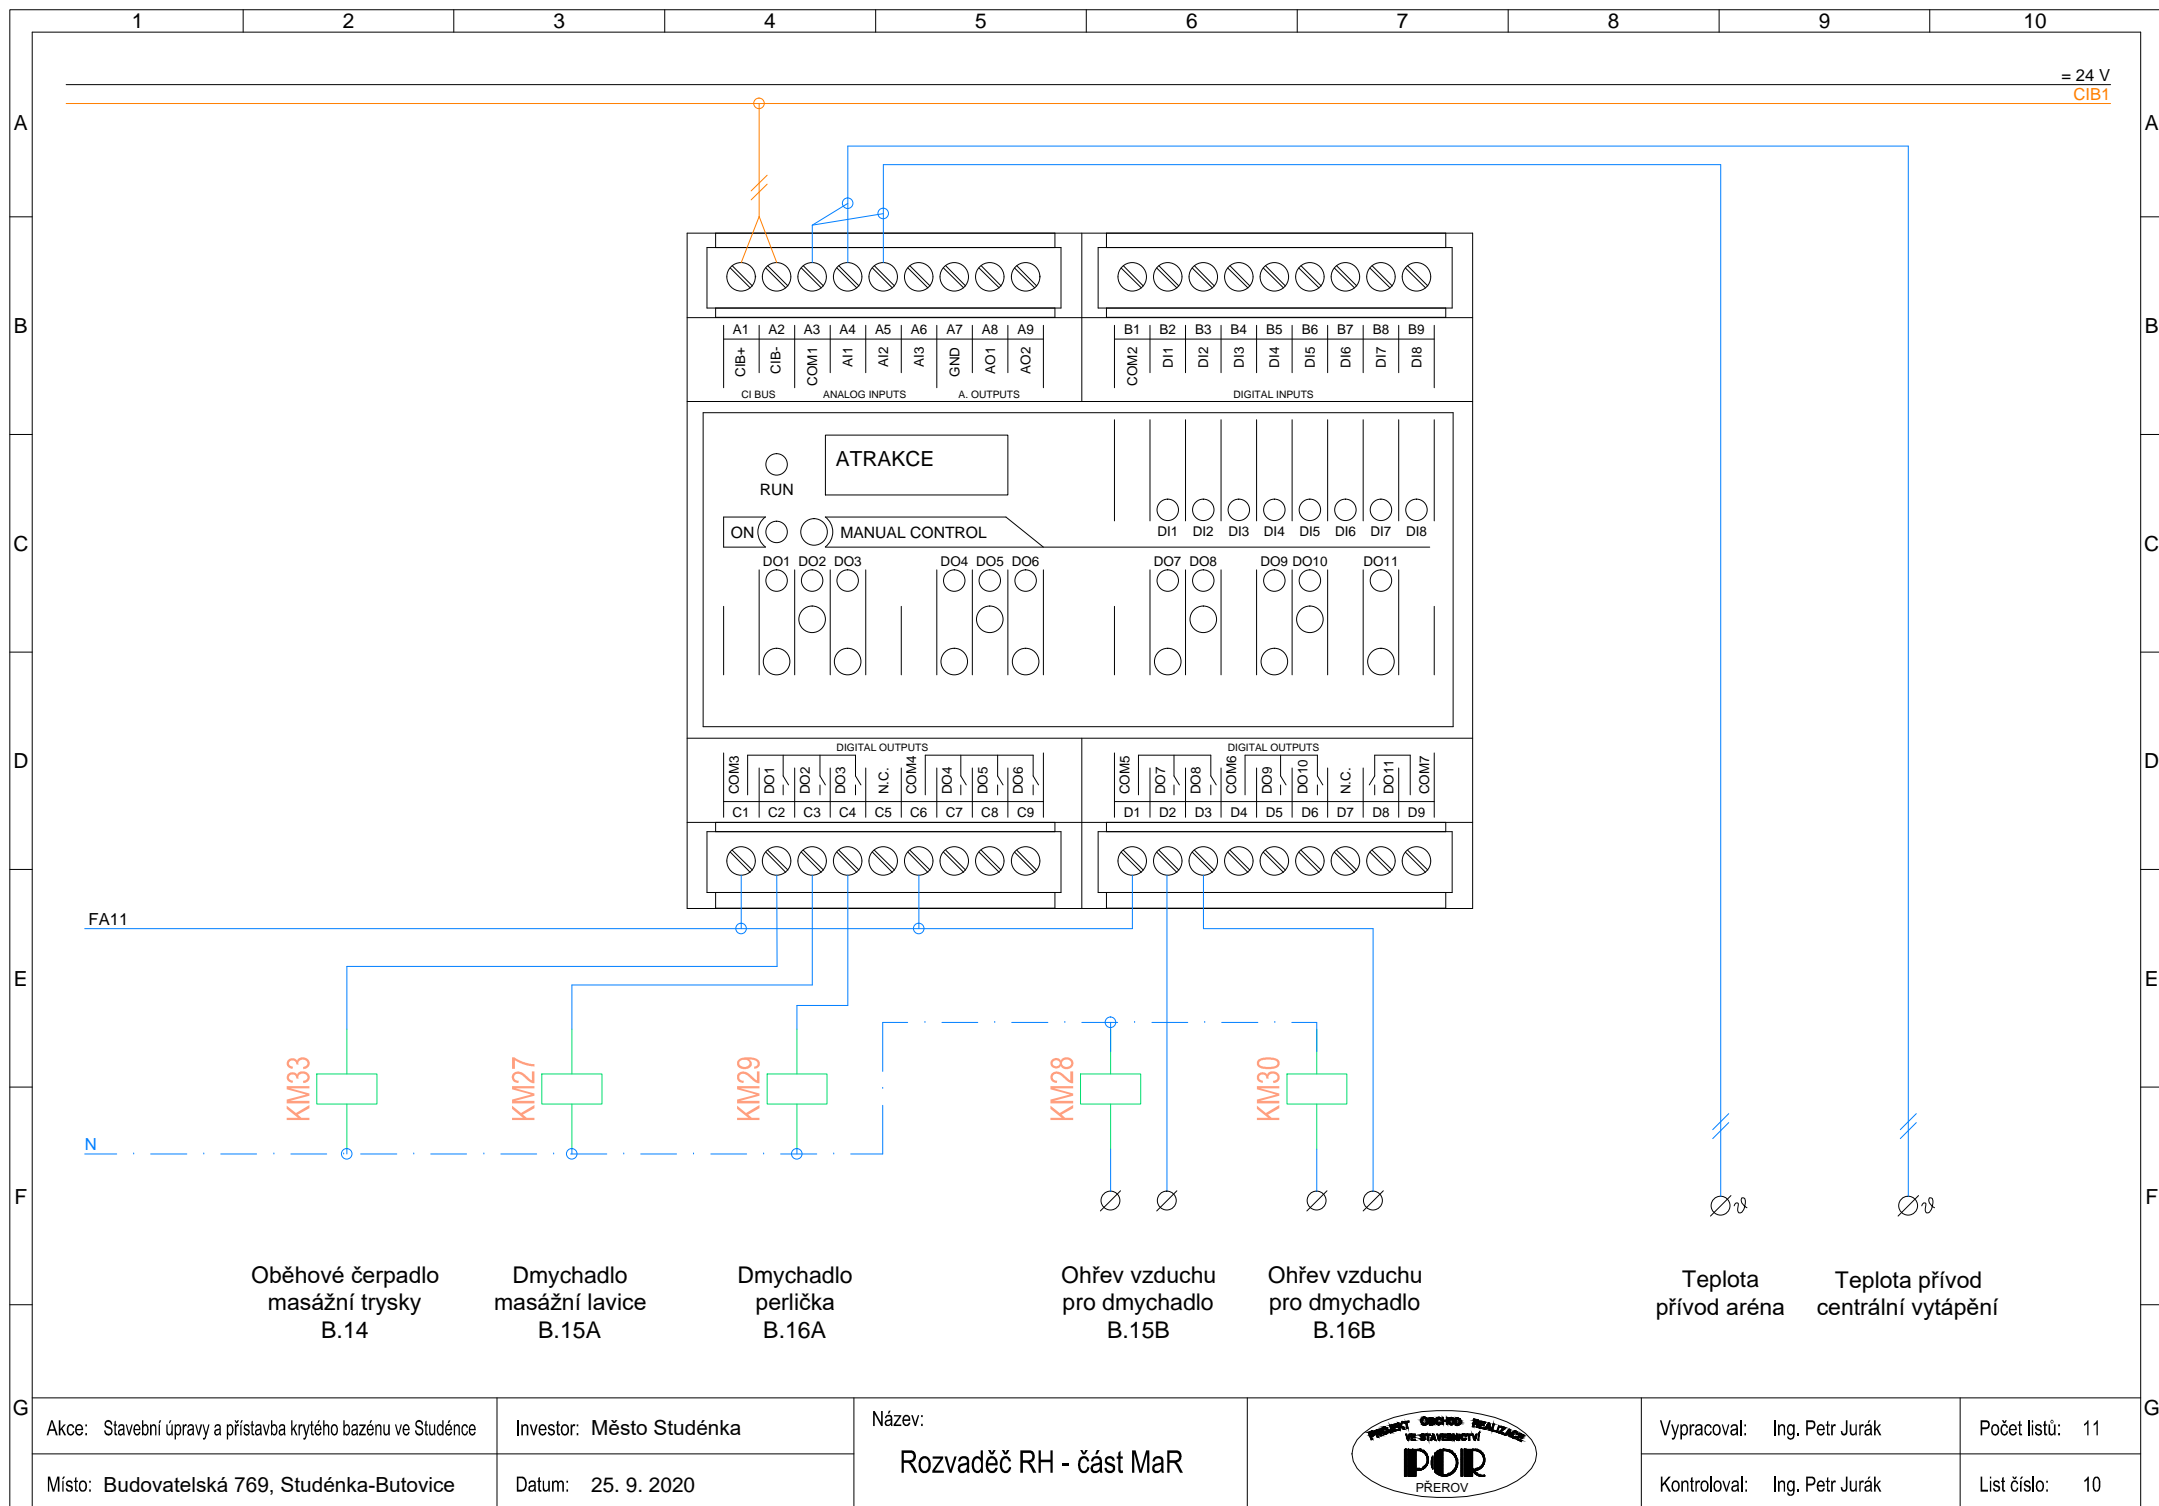 1 2 3 4 5 6 7 8 9 10
= 24 V
CIB1
A A
B B
C C
D D
E E
F F
G G
A1 A2 A3 A4 A5 A6 A7 A8 A9
CIB+ CIB- COM1 AI1 AI2 AI3 GND AO1 AO2
CI BUS ANALOG INPUTS A. OUTPUTS
B1 B2 B3 B4 B5 B6 B7 B8 B9
COM2 DI1 DI2 DI3 DI4 DI5 DI6 DI7 DI8
DIGITAL INPUTS
ATRAKCE
RUN
ON MANUAL CONTROL
DI1 DI2 DI3 DI4 DI5 DI6 DI7 DI8
DO1 DO2 DO3 DO4 DO5 DO6 DO7 DO8 DO9 DO10 DO11
DIGITAL OUTPUTS DIGITAL OUTPUTS
COM3 DO1 DO2 DO3 N.C. COM4 DO4 DO5 DO6
C1 C2 C3 C4 C5 C6 C7 C8 C9
COM5 DO7 DO8 COM6 DO9 DO10 N.C. DO11 COM7
D1 D2 D3 D4 D5 D6 D7 D8 D9
FA11
KM33 KM27 KM29 KM28 KM30
N
ϑ ϑ
Oběhové čerpadlo
masážní trysky
B.14
Dmychadlo
masážní lavice
B.15A
Dmychadlo
perlička
B.16A
Ohřev vzduchu
pro dmychadlo
B.15B
Ohřev vzduchu
pro dmychadlo
B.16B
Teplota
přívod aréna
Teplota přívod
centrální vytápění
Akce: Stavební úpravy a přístavba krytého bazénu ve Studénce
Místo: Budovatelská 769, Studénka-Butovice
Investor: Město Studénka
Datum: 25. 9. 2020
Název:
Rozvaděč RH - část MaR
PROJEKT OBCHOD REALIZACE
VE STAVEBNICTVÍ
POR
PŘEROV
Vypracoval: Ing. Petr Jurák
Kontroloval: Ing. Petr Jurák
Počet listů: 11
List číslo: 10